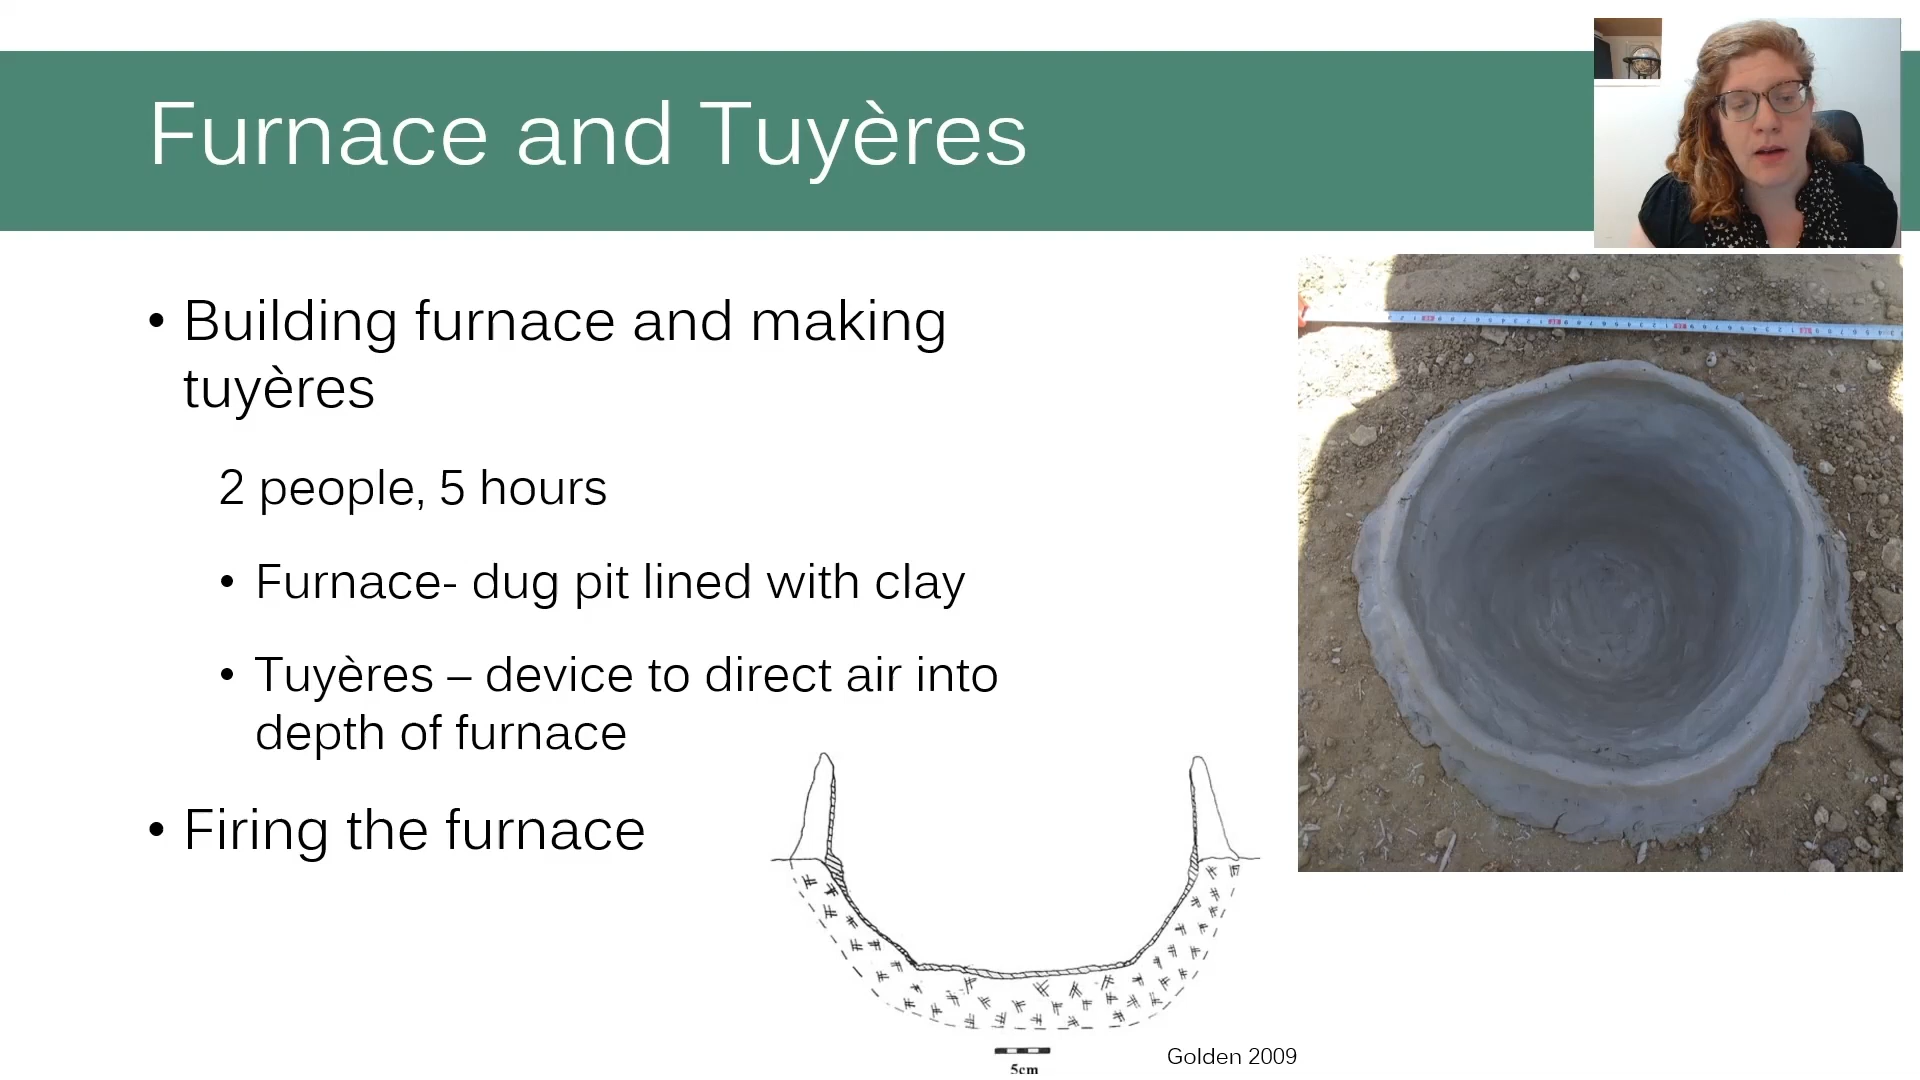 Furnace and Tuyères
• Building furnace and making
tuyères
2 people, 5 hours
• Furnace- dug pit lined with clay
• Tuyères – device to direct air into
depth of furnace
• Firing the furnace
5cm
Golden 2009